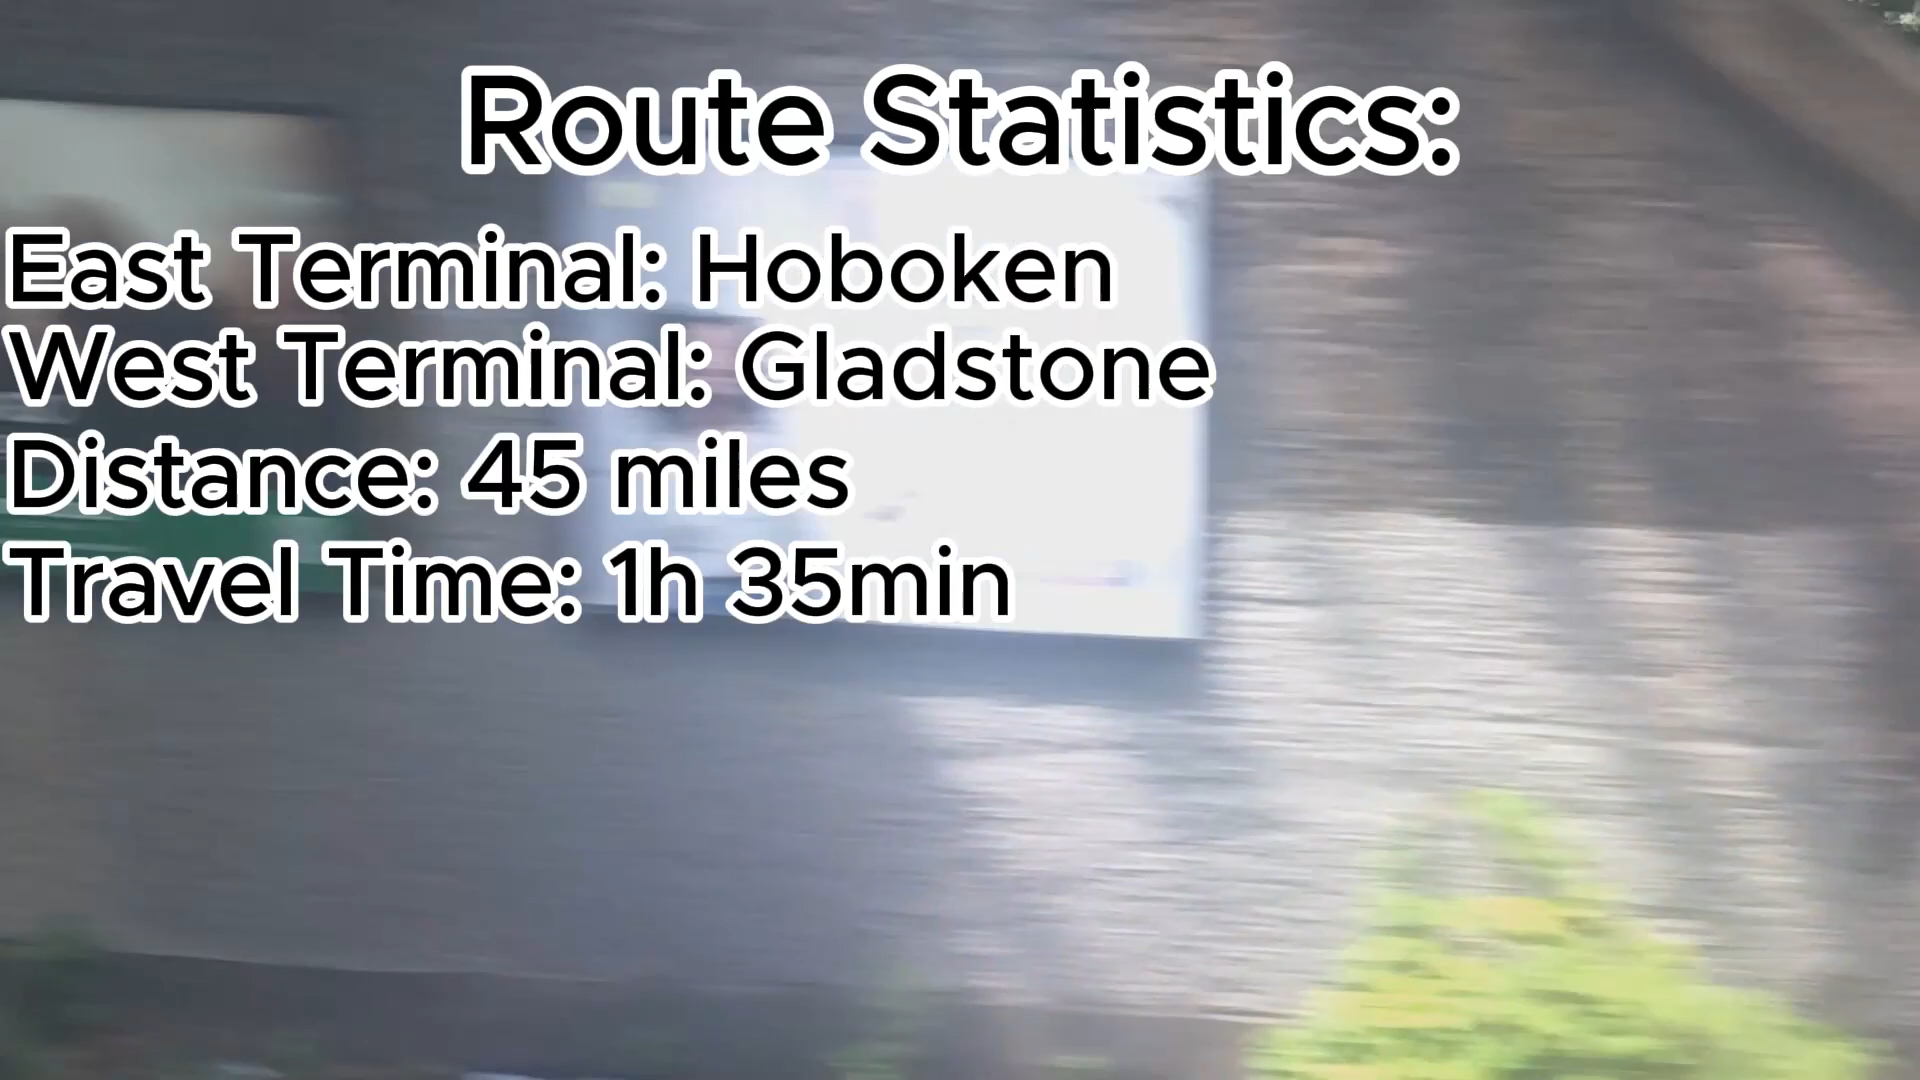 Route Statistics:
East Terminal: Hoboken
West Terminal: Gladstone
Distance: 45 miles
Travel Time: 1h 35min